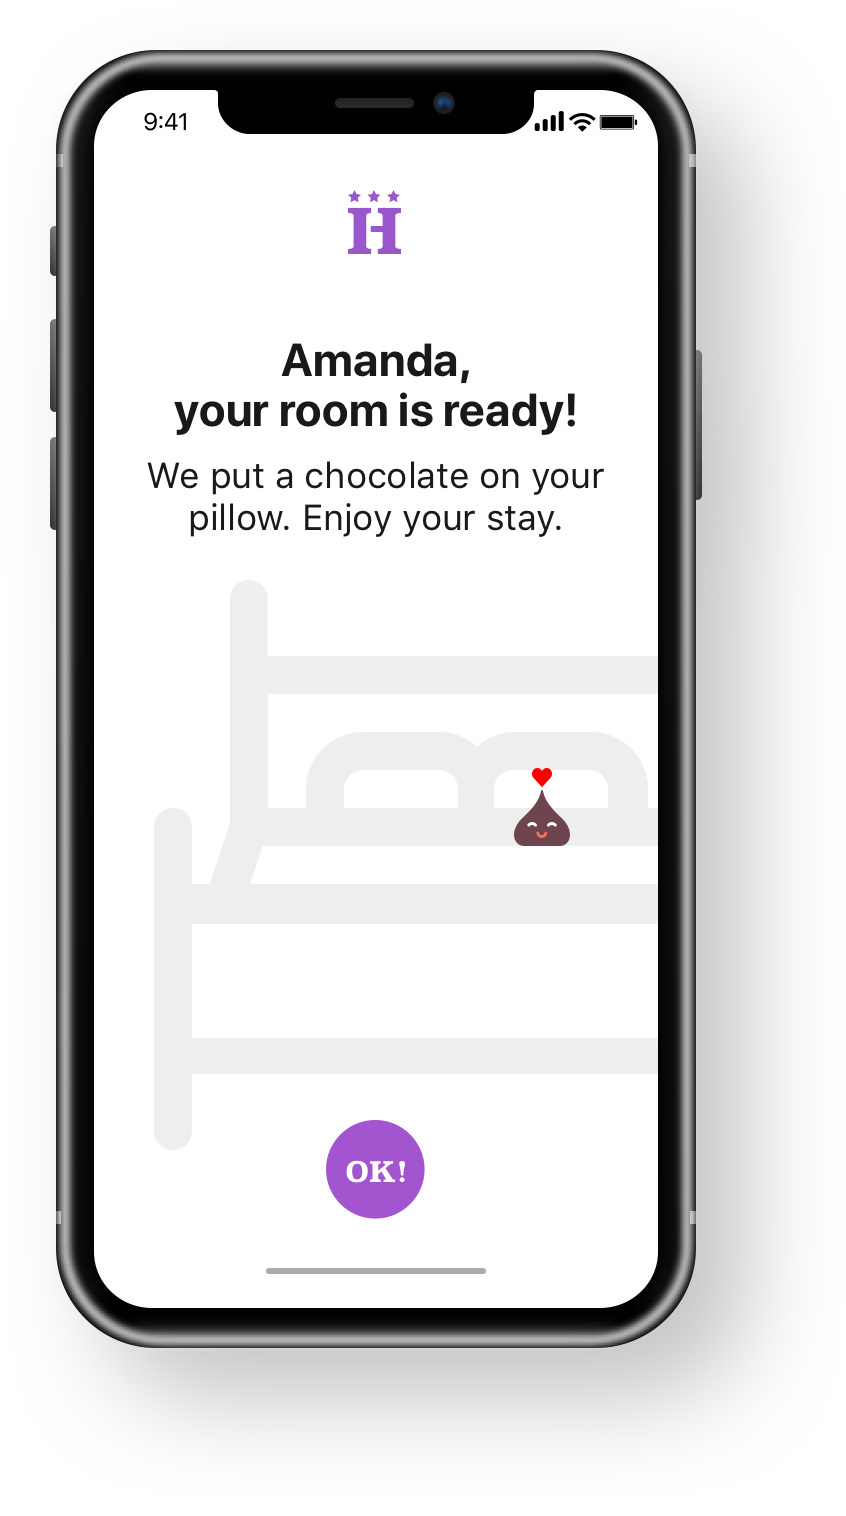 9:41
H
Amanda,
your room is ready!
We put a chocolate on your
pillow. Enjoy your stay.
OK!